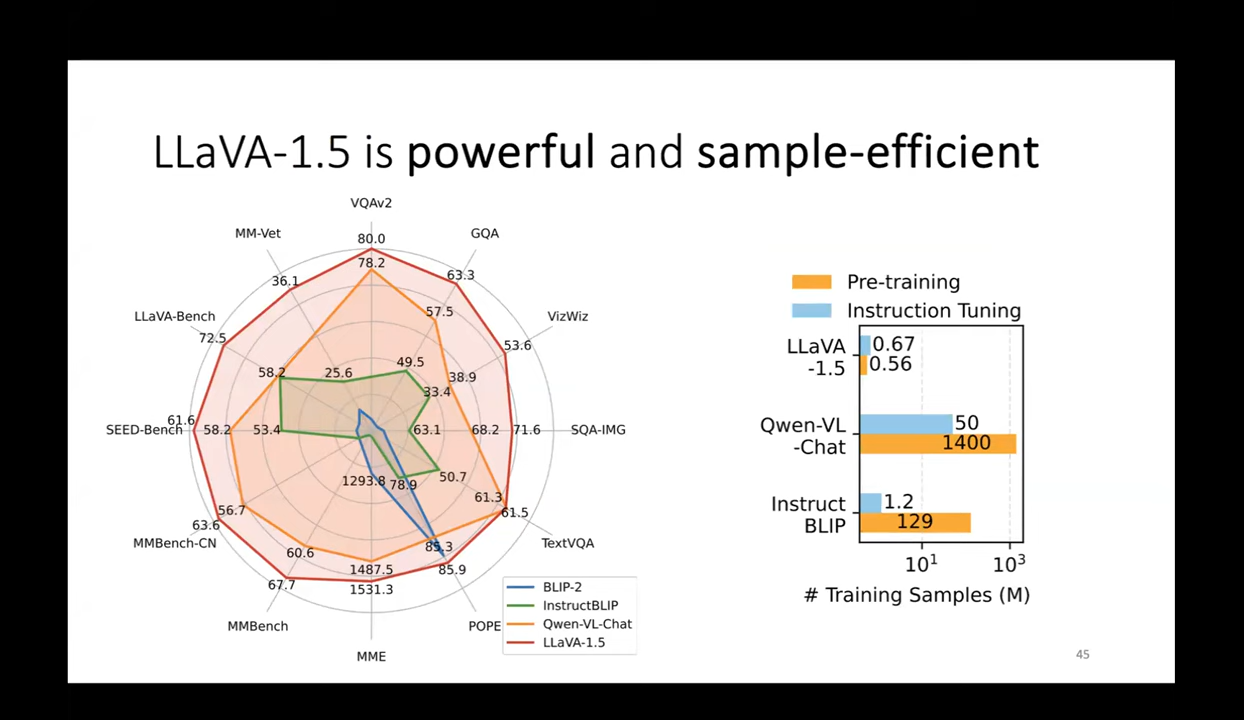 LLaVA-1.5 is powerful and sample-efficient
VQAv2
MM-Vet
GQA
80.0
78.2
36.1
63.3
57.5
LLaVA-Bench
VizWiz
72.5
53.6
49.5
58.2
25.6
38.9
33.4
61.6
SEED-Bench
58.2
53.4
63.1
68.2
71.6
SQA-IMG
50.7
1293.8
78.9
61.3
56.7
61.5
63.6
MMBench-CN
TextVQA
85.3
60.6
1487.5
85.9
67.7
1531.3
MMBench
POPE
MME
BLIP-2
InstructBLIP
Qwen-VL-Chat
LLaVA-1.5
Pre-training
Instruction Tuning
LLaVA
-1.5
0.67
0.56
Qwen-VL
-Chat
50
1400
Instruct
BLIP
1.2
129
10¹
10³
# Training Samples (M)
45